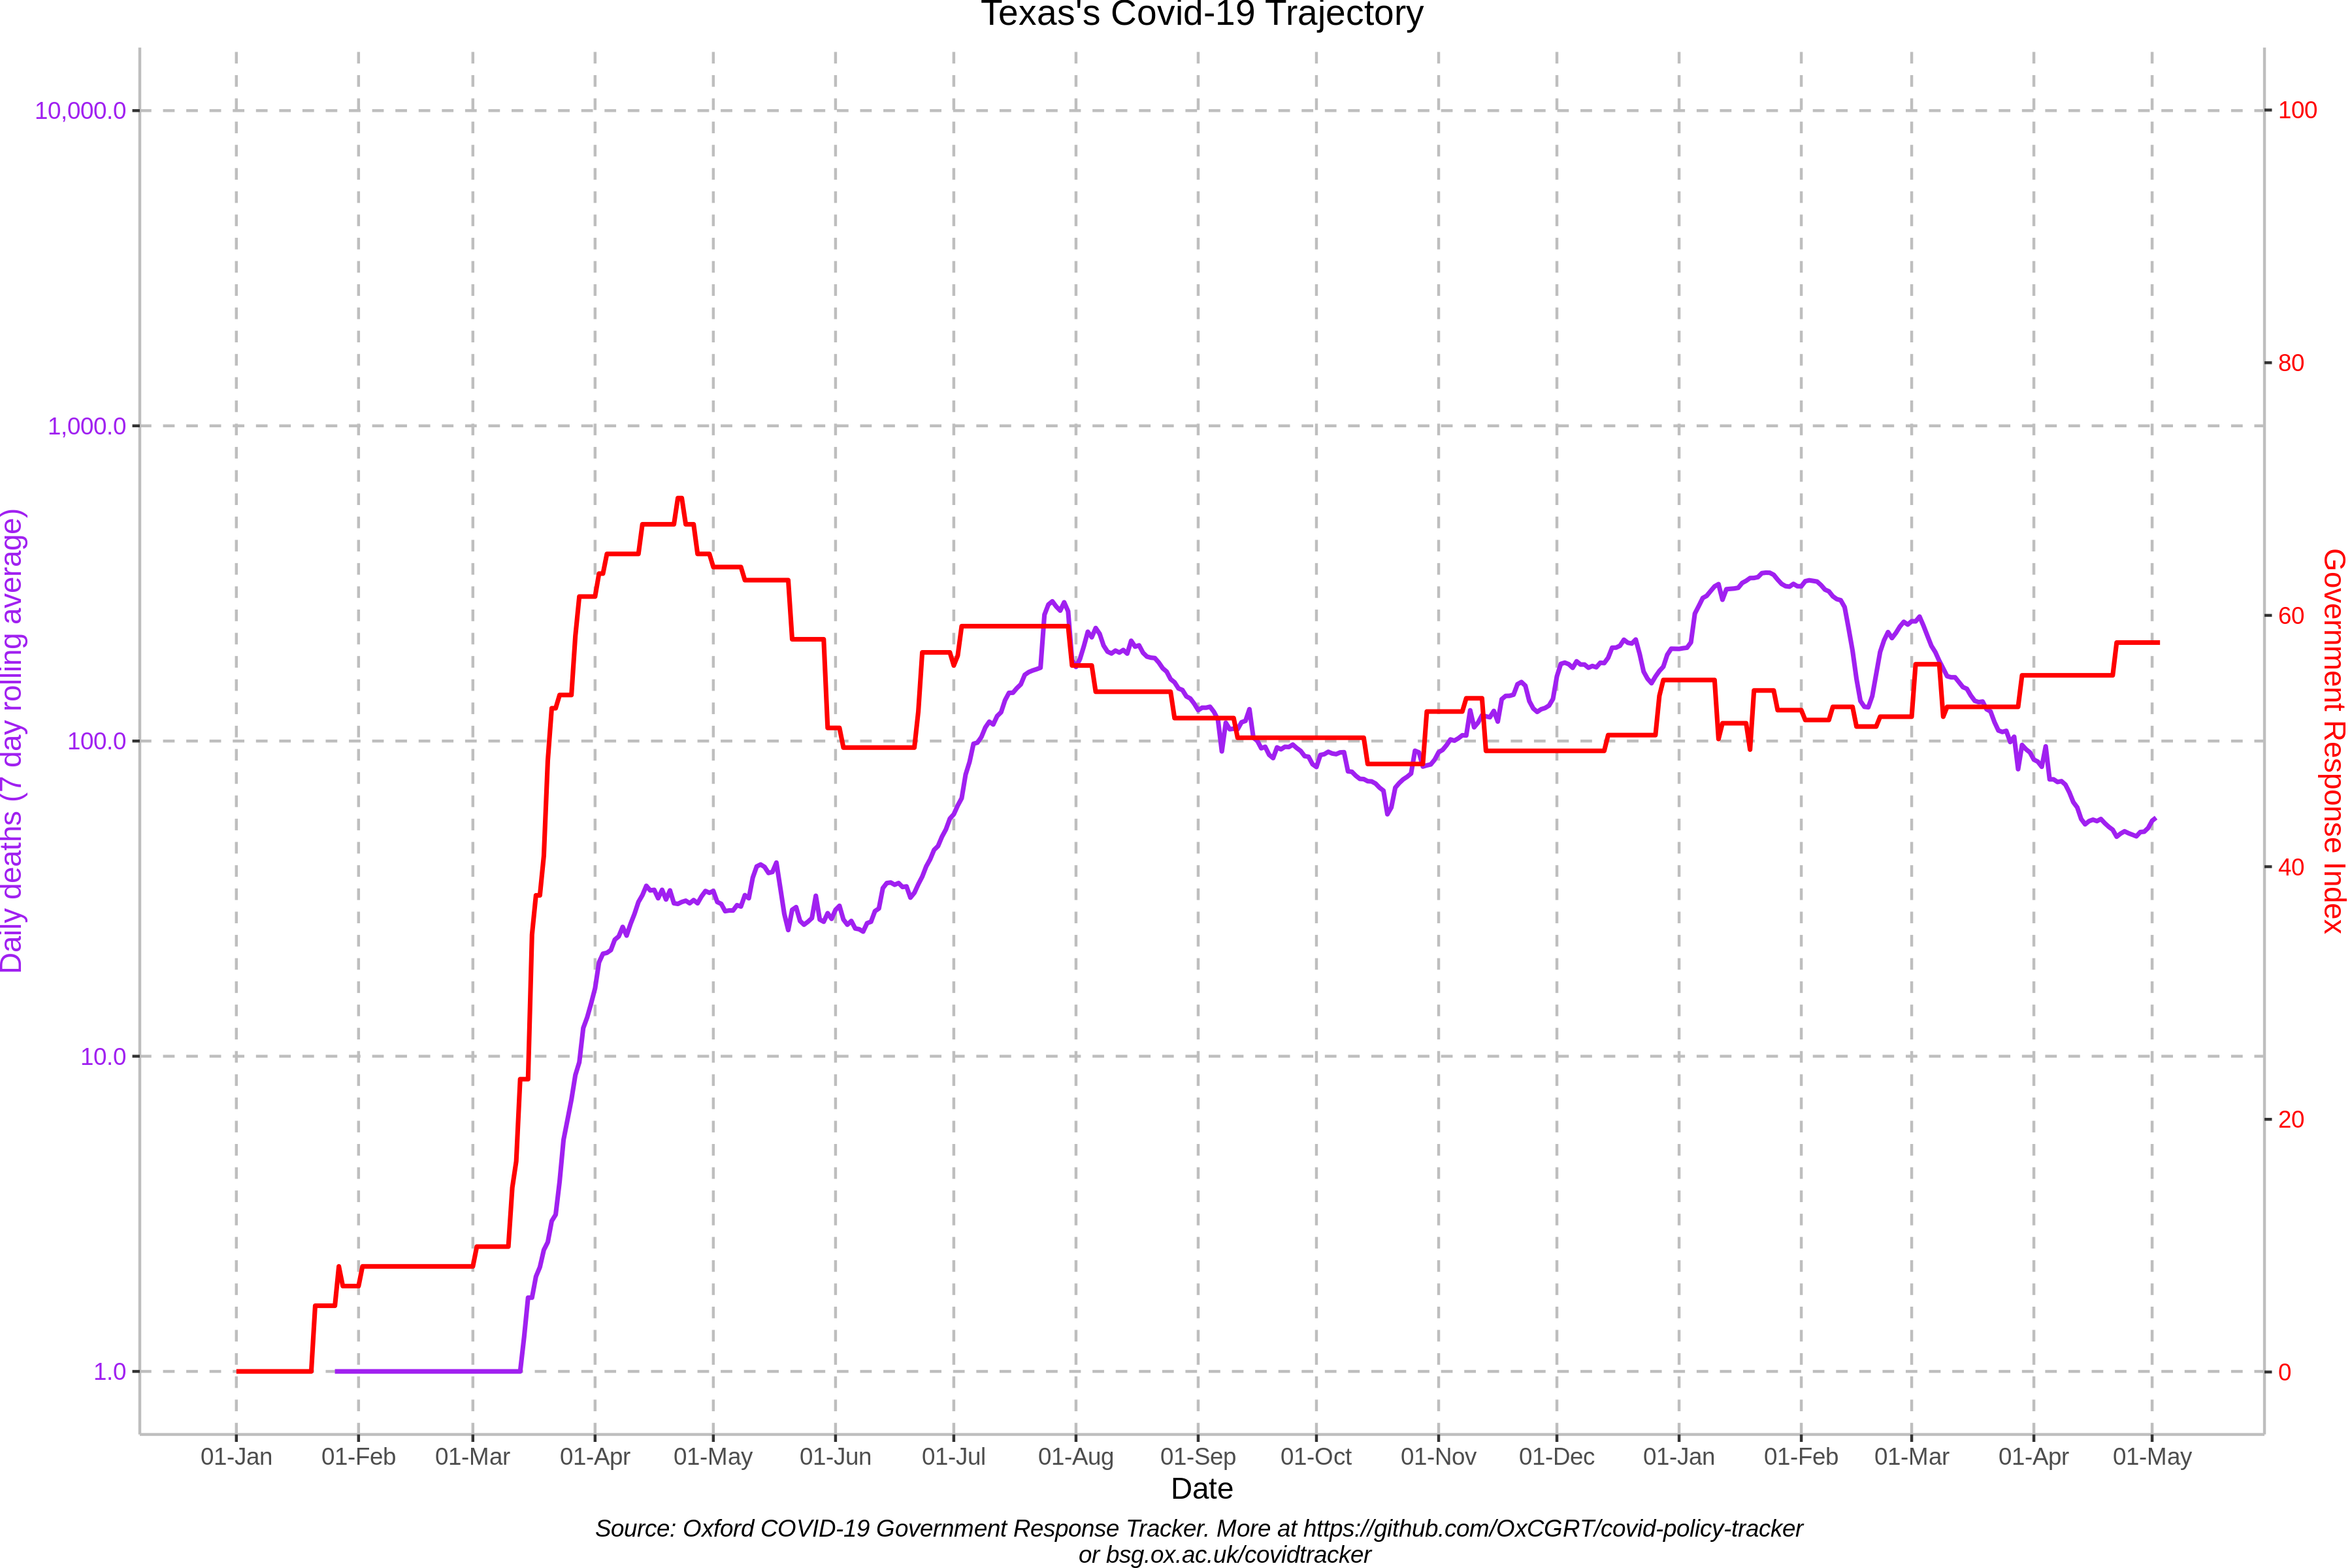 Texas's Covid-19 Trajectory
10,000.0
1,000.0
100.0
10.0
1.0
Daily deaths (7 day rolling average)
100
80
60
40
20
0
Government Response Index
01-Jan 01-Feb 01-Mar 01-Apr 01-May 01-Jun 01-Jul 01-Aug 01-Sep 01-Oct 01-Nov 01-Dec 01-Jan 01-Feb 01-Mar 01-Apr 01-May
Date
Source: Oxford COVID-19 Government Response Tracker. More at https://github.com/OxCGRT/covid-policy-tracker
or bsg.ox.ac.uk/covidtracker